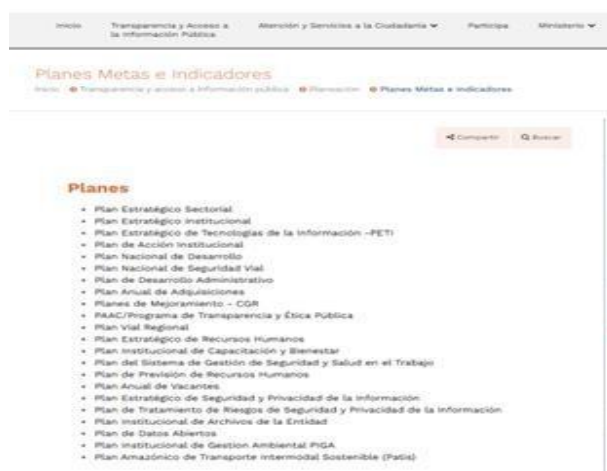 Inicio
Transparencia y Acceso a
la Información Pública
Atención y Servicios a la Ciudadanía
Participa
Ministerio
Planes Metas e Indicadores
Inicio Transparencia y acceso a información pública Planeación Planes Metas e Indicadores
Compartir
Buscar
Planes
Plan Estratégico Sectorial
Plan Estratégico Institucional
Plan Estratégico de Tecnologías de la Información –PETI
Plan de Acción Institucional
Plan Nacional de Desarrollo
Plan Nacional de Seguridad Vial
Plan de Desarrollo Administrativo
Plan Anual de Adquisiciones
Planes de Mejoramiento - CGR
PAAC/Programa de Transparencia y Ética Pública
Plan Vial Regional
Plan Estratégico de Recursos Humanos
Plan Institucional de Capacitación y Bienestar
Plan del Sistema de Gestión de Seguridad y Salud en el Trabajo
Plan de Previsión de Recursos Humanos
Plan Anual de Vacantes
Plan Estratégico de Seguridad y Privacidad de la Información
Plan de Tratamiento de Riesgos de Seguridad y Privacidad de la Información
Plan Institucional de Archivos de la Entidad
Plan de Datos Abiertos
Plan Institucional de Gestion Ambiental PIGA
Plan Amazónico de Transporte Intermodal Sostenible (Patis)